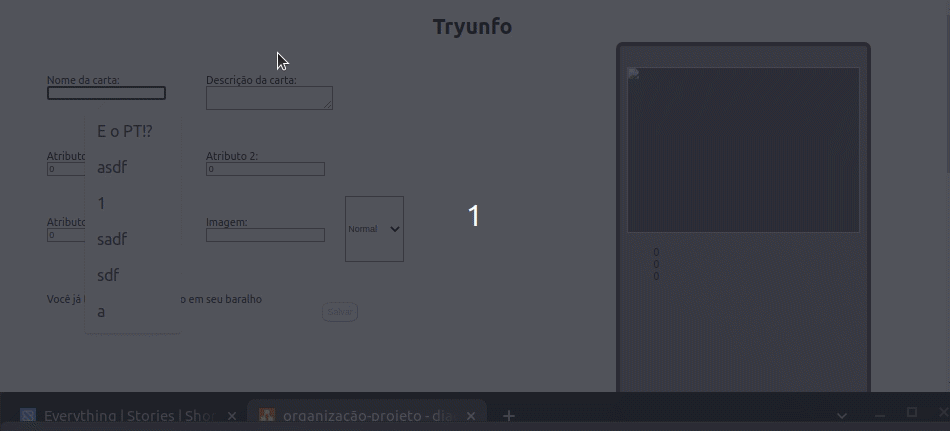 Tryunfo
Nome da carta:
Descrição da carta:
E o PT!?
asdf
1
sadf
sdf
a
Atributo
0
Atributo 2:
0
Atributo
0
Imagem:
Normal
1
0
0
0
Você já
o em seu baralho
Salvar
Everything | Stories | Sho
organização-projeto - dia